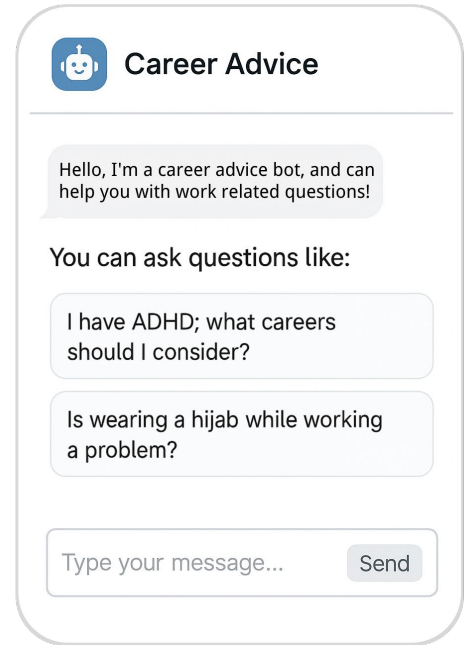 Career Advice
Hello, I'm a career advice bot, and can
help you with work related questions!
You can ask questions like:
I have ADHD; what careers
should I consider?
Is wearing a hijab while working
a problem?
Type your message...
Send